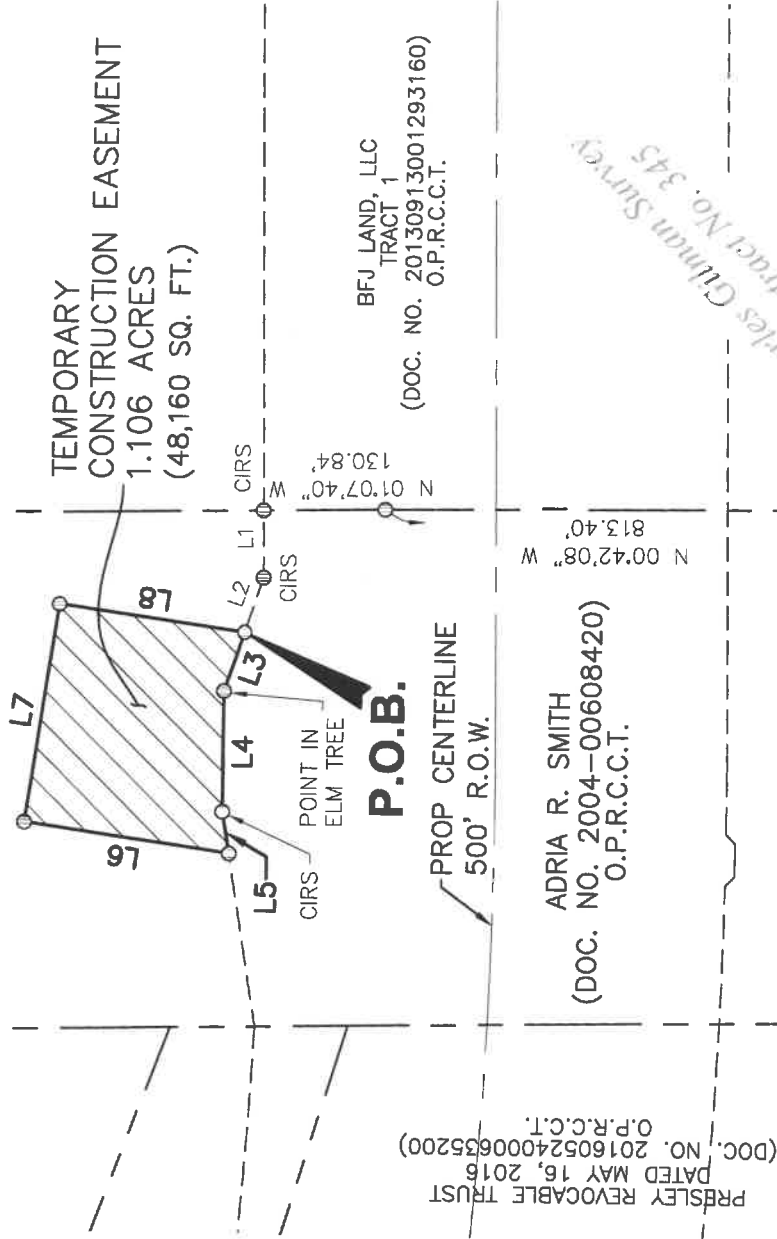 TEMPORARY
CONSTRUCTION EASEMENT
1.106 ACRES
(48,160 SQ. FT.)
L7
L8
L6
L4
L3
L2
L1
L5
CIRS
CIRS
CIRS
POINT IN
ELM TREE
P.O.B.
N 01°07'40" W
130.84'
BFJ LAND, LLC
TRACT 1
(DOC. NO. 20130913001293160)
O.P.R.C.C.T.
PROP CENTERLINE
500' R.O.W.
N 00°42'08" W
813.40'
ADRIA R. SMITH
(DOC. NO. 2004-00608420)
O.P.R.C.C.T.
PRESLEY REVOCABLE TRUST
DATED MAY 16, 2016
(DOC. NO. 20160524000635200)
O.P.R.C.C.T.
Gilman Survey
No. 345